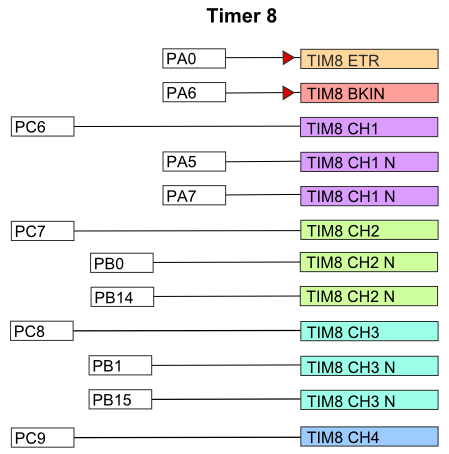 Timer 8
PA0 TIM8 ETR
PA6 TIM8 BKIN
PC6 TIM8 CH1
PA5 TIM8 CH1 N
PA7 TIM8 CH1 N
PC7 TIM8 CH2
PB0 TIM8 CH2 N
PB14 TIM8 CH2 N
PC8 TIM8 CH3
PB1 TIM8 CH3 N
PB15 TIM8 CH3 N
PC9 TIM8 CH4